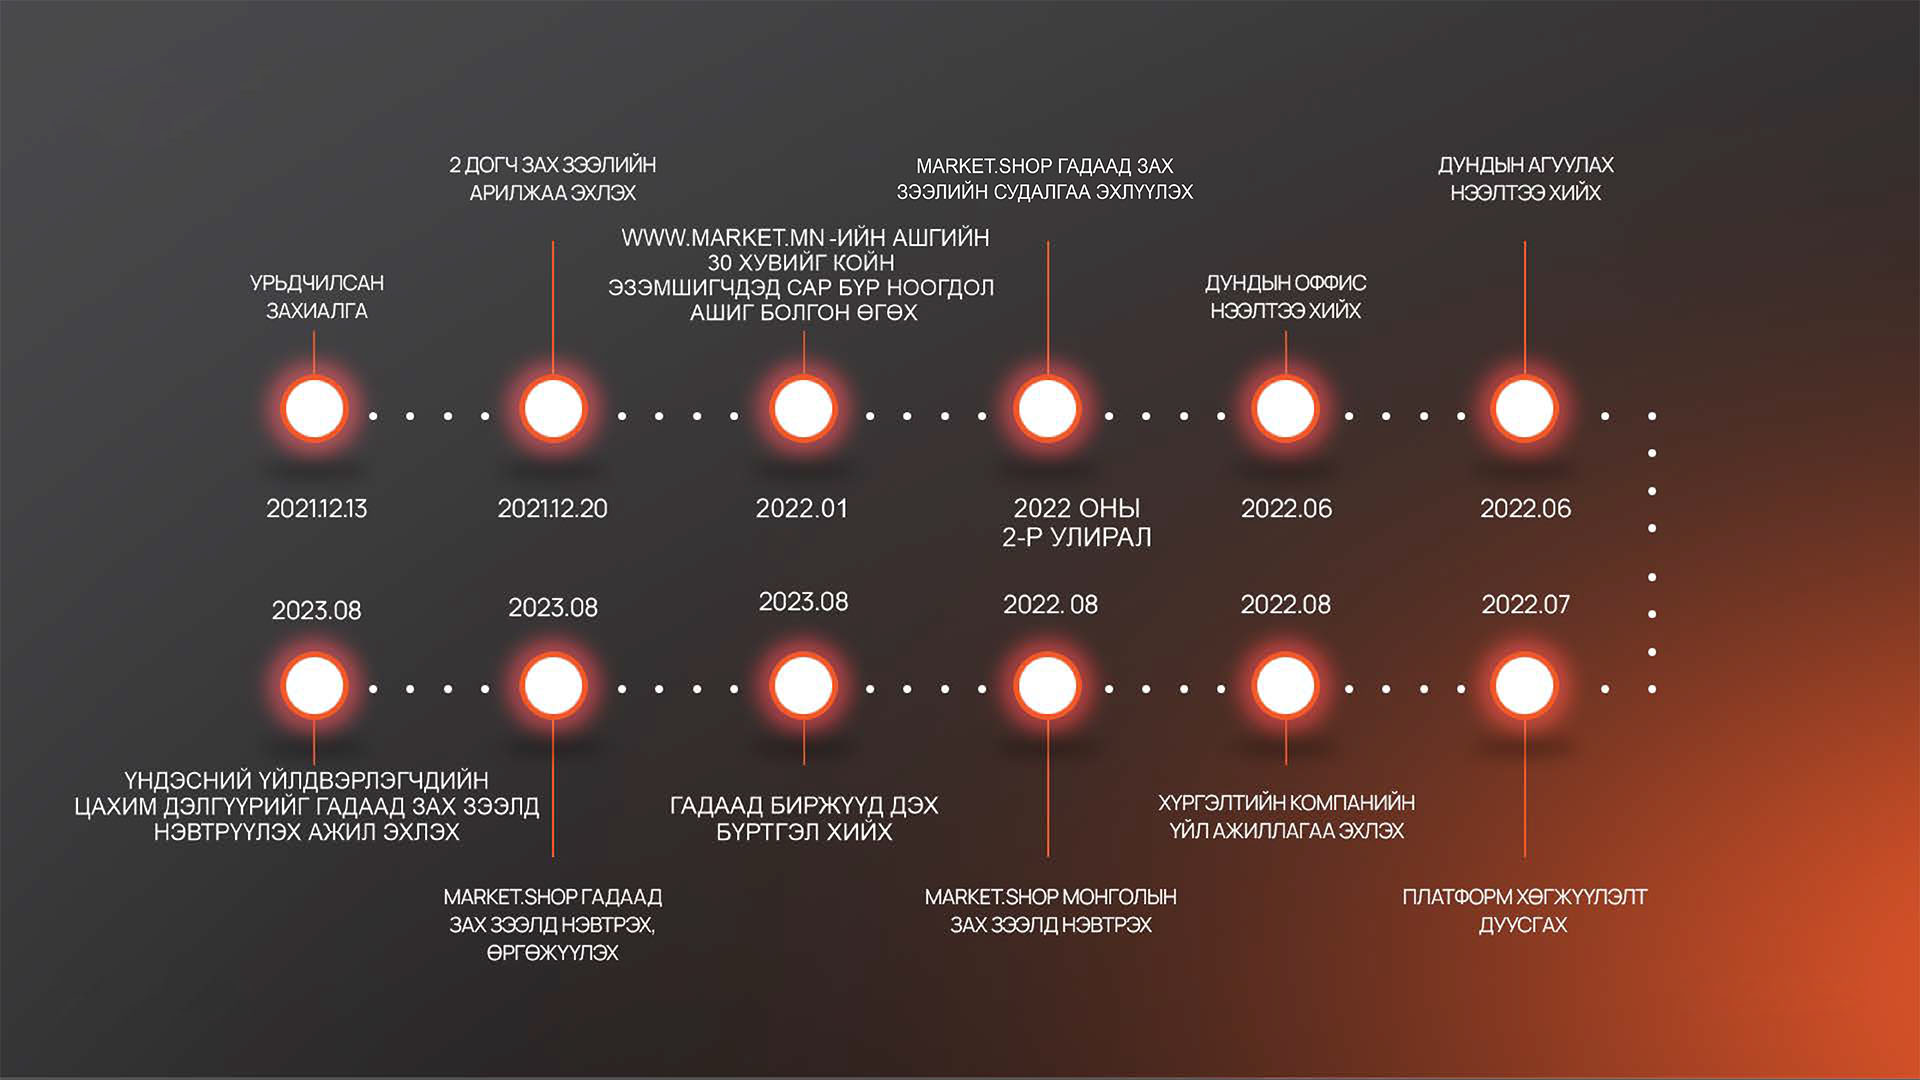 УРЬДЧИЛСАН
ЗАХИАЛГА
2021.12.13
2 ДОГЧ ЗАХ ЗЭЭЛИЙН
АРИЛЖАА ЭХЛЭХ
2021.12.20
WWW.MARKET.MN -ИЙН АШГИЙН
30 ХУВИЙГ КОЙН
ЭЗЭМШИГЧДЭД САР БҮР НООГДОЛ
АШИГ БОЛГОН ӨГӨХ
2022.01
MARKET.SHOP ГАДААД ЗАХ
ЗЭЭЛИЙН СУДАЛГАА ЭХЛҮҮЛЭХ
2022 ОНЫ
2-Р УЛИРАЛ
ДУНДЫН ОФФИС
НЭЭЛТЭЭ ХИЙХ
2022.06
ДУНДЫН АГУУЛАХ
НЭЭЛТЭЭ ХИЙХ
2022.06
2022.07
ПЛАТФОРМ ХӨГЖҮҮЛЭЛТ
ДУУСГАХ
2022.08
ХҮРГЭЛТИЙН КОМПАНИЙН
ҮЙЛ АЖИЛЛАГАА ЭХЛЭХ
2022. 08
MARKET.SHOP МОНГОЛЫН
ЗАХ ЗЭЭЛД НЭВТРЭХ
2023.08
ГАДААД БИРЖҮҮД ДЭХ
БҮРТГЭЛ ХИЙХ
2023.08
MARKET.SHOP ГАДААД
ЗАХ ЗЭЭЛД НЭВТРЭХ,
ӨРГӨЖҮҮЛЭХ
2023.08
ҮНДЭСНИЙ ҮЙЛДВЭРЛЭГЧДИЙН
ЦАХИМ ДЭЛГҮҮРИЙГ ГАДААД ЗАХ ЗЭЭЛД
НЭВТРҮҮЛЭХ АЖИЛ ЭХЛЭХ